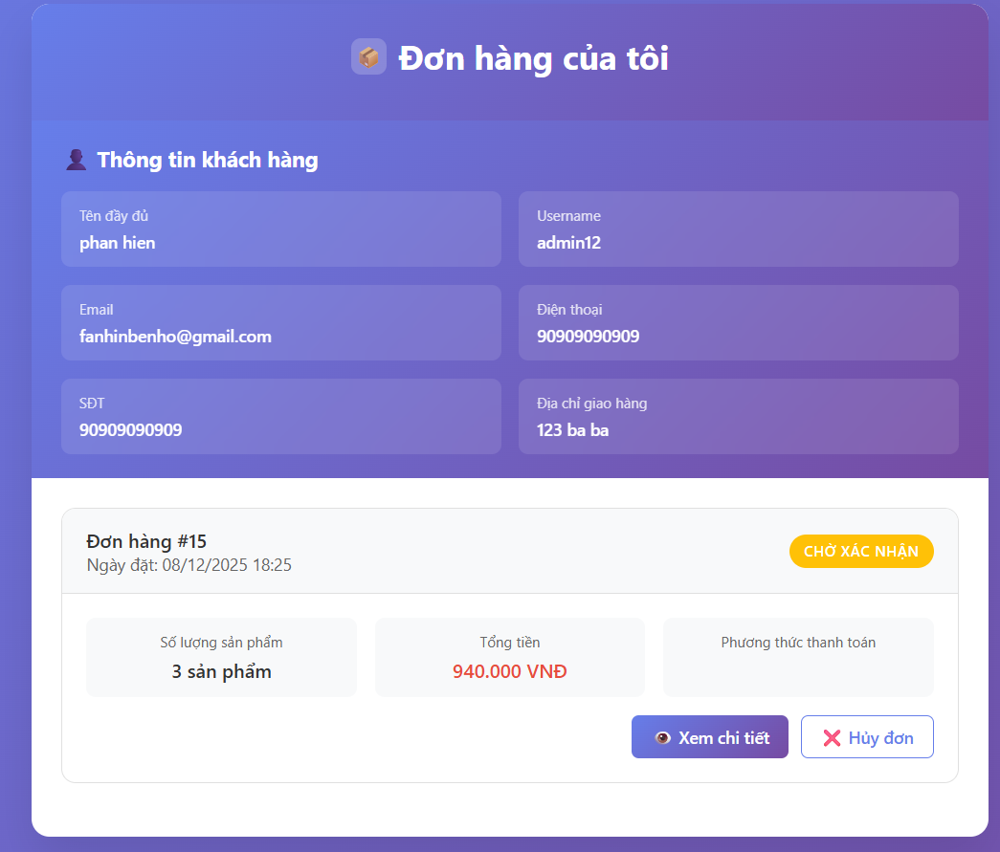 Đơn hàng của tôi
Thông tin khách hàng
Tên đầy đủ
phan hien
Username
admin12
Email
fanhinbenho@gmail.com
Điện thoại
90909090909
SĐT
90909090909
Địa chỉ giao hàng
123 ba ba
Đơn hàng #15
Ngày đặt: 08/12/2025 18:25
CHỜ XÁC NHẬN
Số lượng sản phẩm
3 sản phẩm
Tổng tiền
940.000 VNĐ
Phương thức thanh toán
Xem chi tiết
Hủy đơn